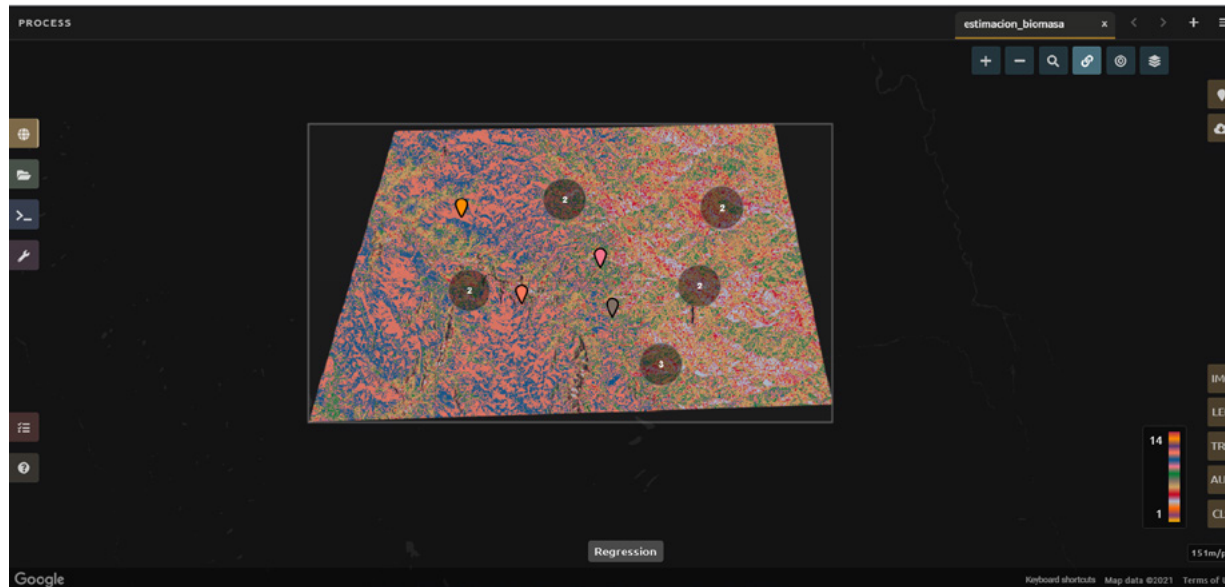 PROCESS
estimacion_biomasa x
2
2
2
2
3
IM
LE
TR
AU
CL
14
1
Regression
151m/p
Google
Keyboard shortcuts Map data ©2021 Terms of